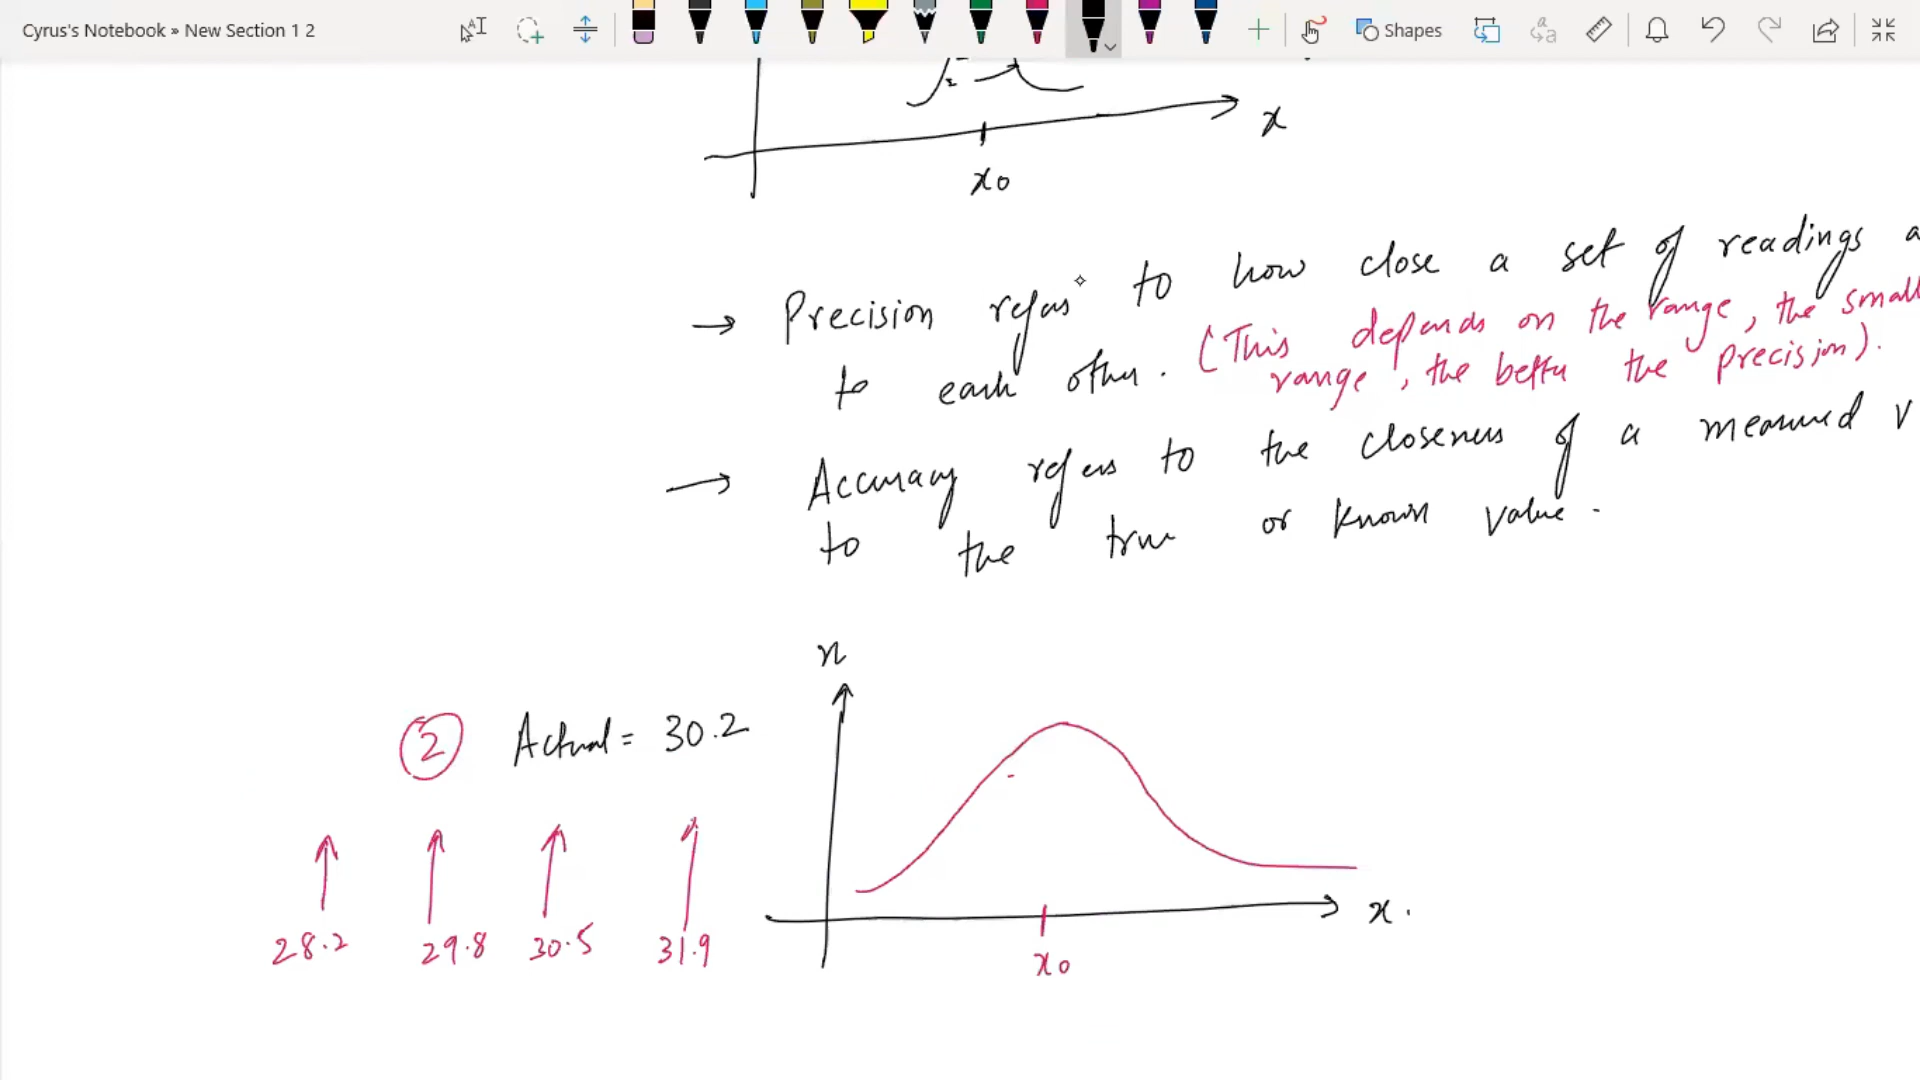 Cyrus's Notebook » New Section 1 2
Shapes
x
x₀
→ Precision refers to how close a set of readings a
to each other. (This depends on the range, the small
range, the better the precision).
→ Accuracy refers to the closeness of a measured v
to the true or known value.
n
② Actual = 30.2
28.2 29.8 30.5 31.9
x.
x₀